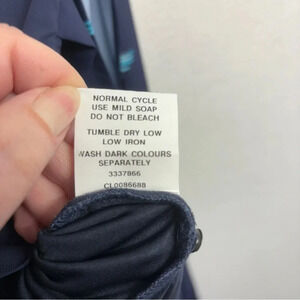 NORMAL CYCLE
USE MILD SOAP
DO NOT BLEACH
TUMBLE DRY LOW
LOW IRON
WASH DARK COLOURS
SEPARATELY
3337866
CL0086688